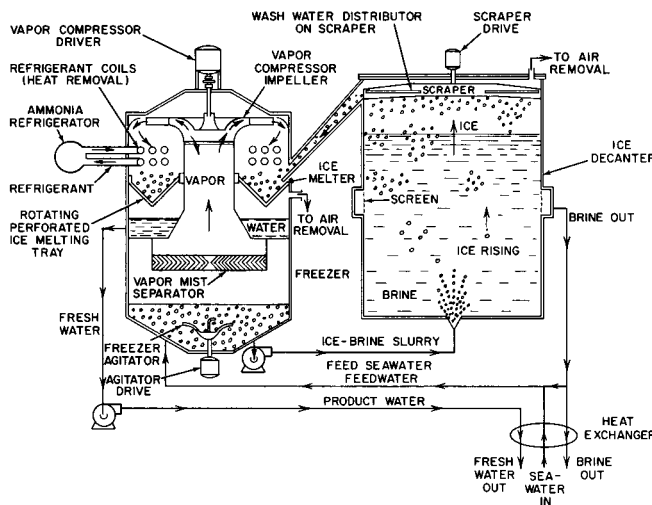 VAPOR COMPRESSOR
DRIVER
REFRIGERANT COILS
(HEAT REMOVAL)
AMMONIA
REFRIGERATOR
REFRIGERANT
ROTATING
PERFORATED
ICE MELTING
TRAY
VAPOR
COMPRESSOR
IMPELLER
WASH WATER DISTRIBUTOR
ON SCRAPER
SCRAPER
DRIVE
TO AIR
REMOVAL
SCRAPER
ICE
ICE
DECANTER
VAPOR
ICE
MELTER
TO AIR
REMOVAL
WATER
SCREEN
BRINE OUT
ICE RISING
FREEZER
VAPOR MIST
SEPARATOR
BRINE
FRESH
WATER
FREEZER
AGITATOR
AGITATOR
DRIVE
ICE-BRINE SLURRY
FEED SEAWATER
FEEDWATER
PRODUCT WATER
HEAT
EXCHANGER
FRESH
WATER
OUT
SEA-
WATER
IN
BRINE
OUT